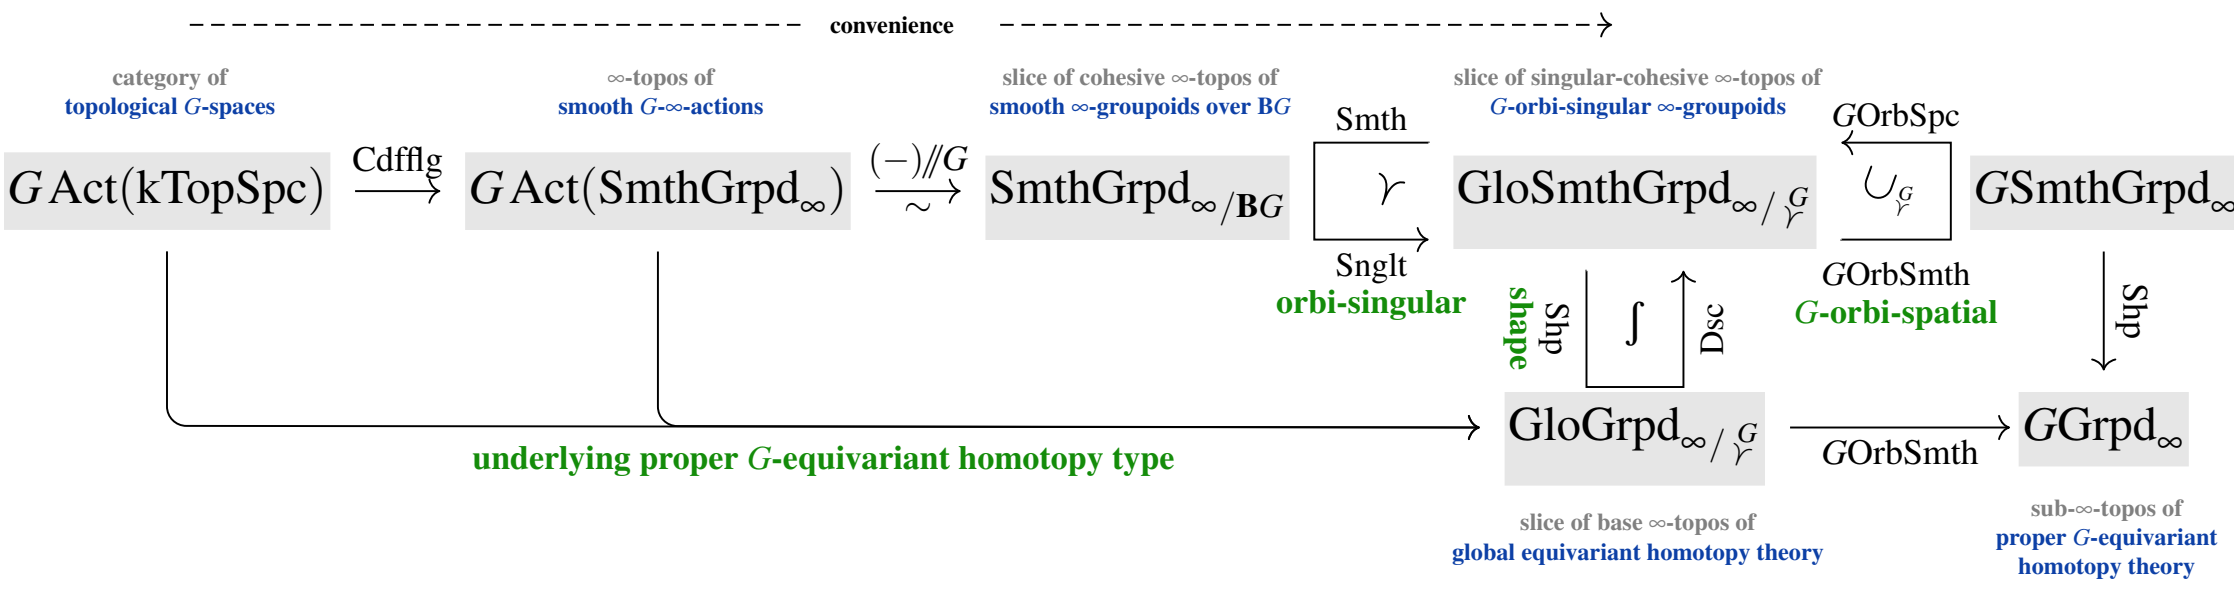 convenience
category of
topological G-spaces
∞-topos of
smooth G-∞-actions
slice of cohesive ∞-topos of
smooth ∞-groupoids over BG
slice of singular-cohesive ∞-topos of
G-orbi-singular ∞-groupoids
G Act(kTopSpc)
Cdfflg
G Act(SmthGrpd∞)
(−)⫽G
∼
SmthGrpd∞/BG
Smth
ʏ
Snglt
orbi-singular
GloSmthGrpd∞/ʏG
GOrbSpc
∪ʏG
GOrbSmth
G-orbi-spatial
GSmthGrpd∞
shape
Shp
ʃ
Dsc
Shp
underlying proper G-equivariant homotopy type
GloGrpd∞/ʏG
GOrbSmth
GGrpd∞
slice of base ∞-topos of
global equivariant homotopy theory
sub-∞-topos of
proper G-equivariant
homotopy theory